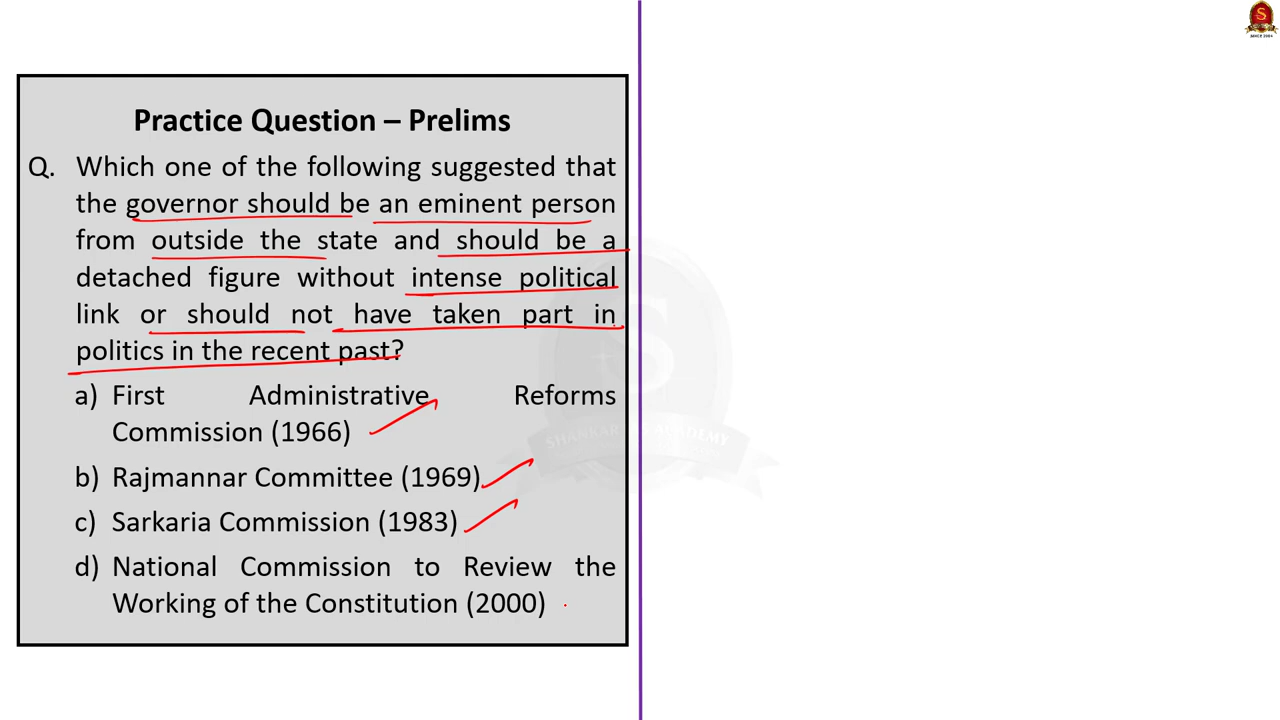 S
SINCE 2004
Practice Question – Prelims
Q. Which one of the following suggested that
the governor should be an eminent person
from outside the state and should be a
detached figure without intense political
link or should not have taken part in
politics in the recent past?
a) First Administrative Reforms
Commission (1966)
b) Rajmannar Committee (1969)
c) Sarkaria Commission (1983)
d) National Commission to Review the
Working of the Constitution (2000)